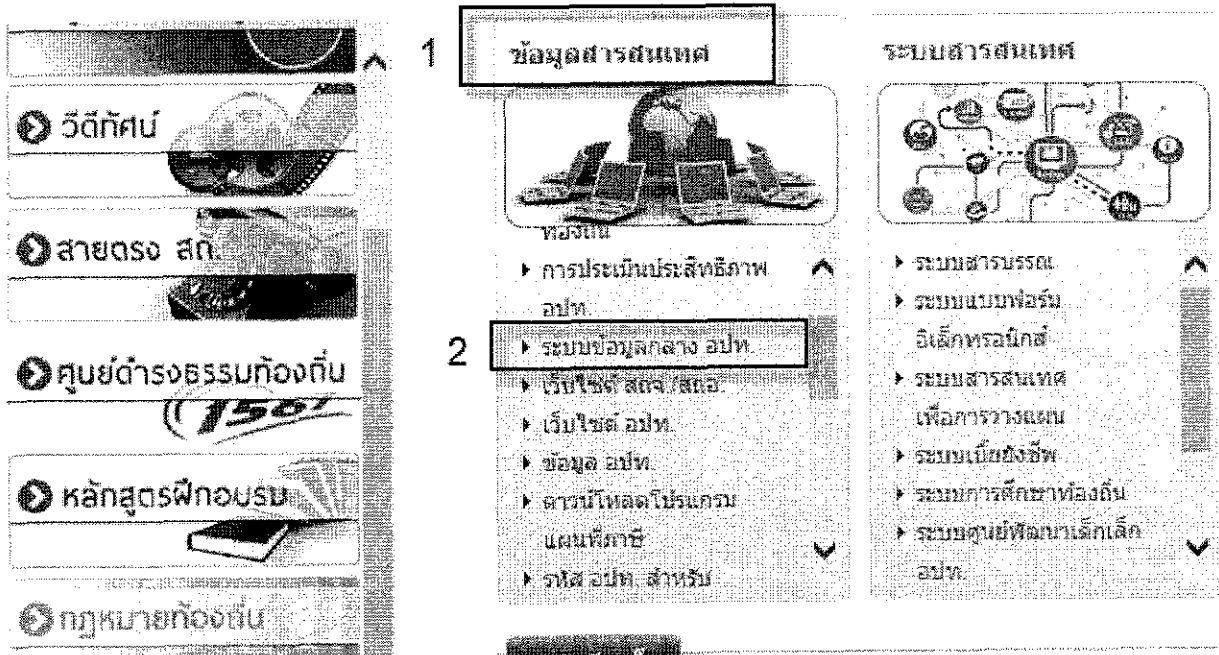 วีดีทัศน์
สายตรง สถ.
ศูนย์ดำรงธรรมท้องถิ่น
1567
หลักสูตรฝึกอบรม
กฎหมายท้องถิ่น
1
ข้อมูลสารสนเทศ
ท้องถิ่น
การประเมินประสิทธิภาพ
อปท.
2
ระบบข้อมูลกลาง อปท.
เว็บไซต์ สถจ./สถอ.
เว็บไซต์ อปท.
ข้อมูล อปท.
ดาวน์โหลดโปรแกรม
แผนที่ภาษี
รหัส อปท. สำหรับ
ระบบสารสนเทศ
ระบบสารบรรณ
ระบบแบบฟอร์ม
อิเล็กทรอนิกส์
ระบบสารสนเทศ
เพื่อการวางแผน
ระบบเบี้ยยังชีพ
ระบบการศึกษาท้องถิ่น
ระบบศูนย์พัฒนาเด็กเล็ก
อปท.